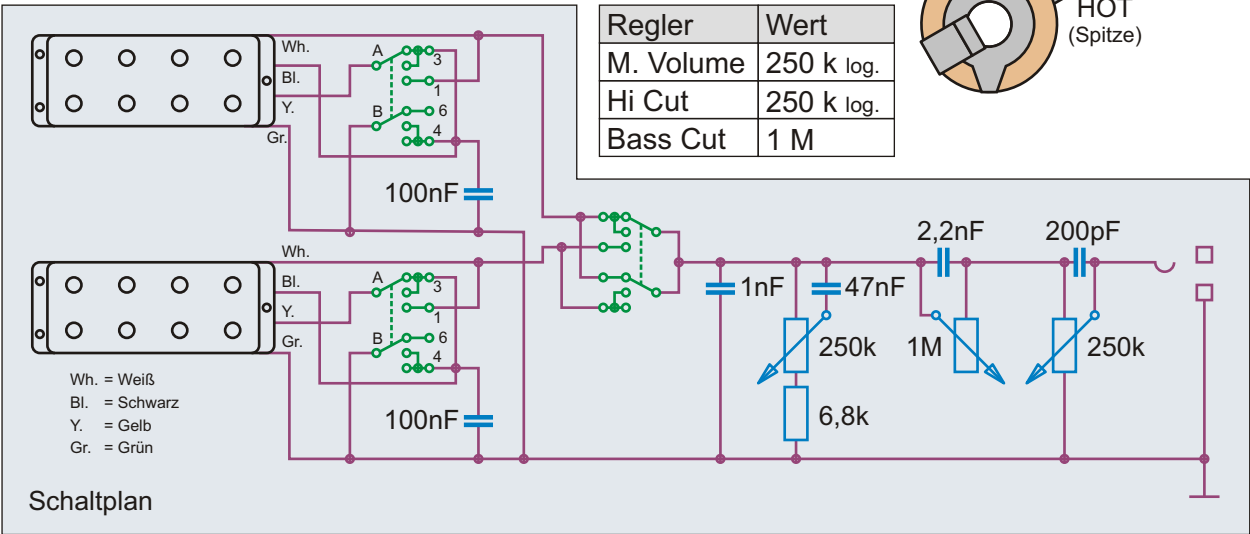 HOT
(Spitze)
Regler Wert
M. Volume 250 k log.
Hi Cut 250 k log.
Bass Cut 1 M
Wh.
Bl.
Y.
Gr.
A
3
1
B
6
4
100nF
Wh.
Bl.
Y.
Gr.
A
3
1
B
6
4
100nF
2,2nF
200pF
1nF
47nF
250k
1M
250k
6,8k
Wh. = Weiß
Bl. = Schwarz
Y. = Gelb
Gr. = Grün
Schaltplan